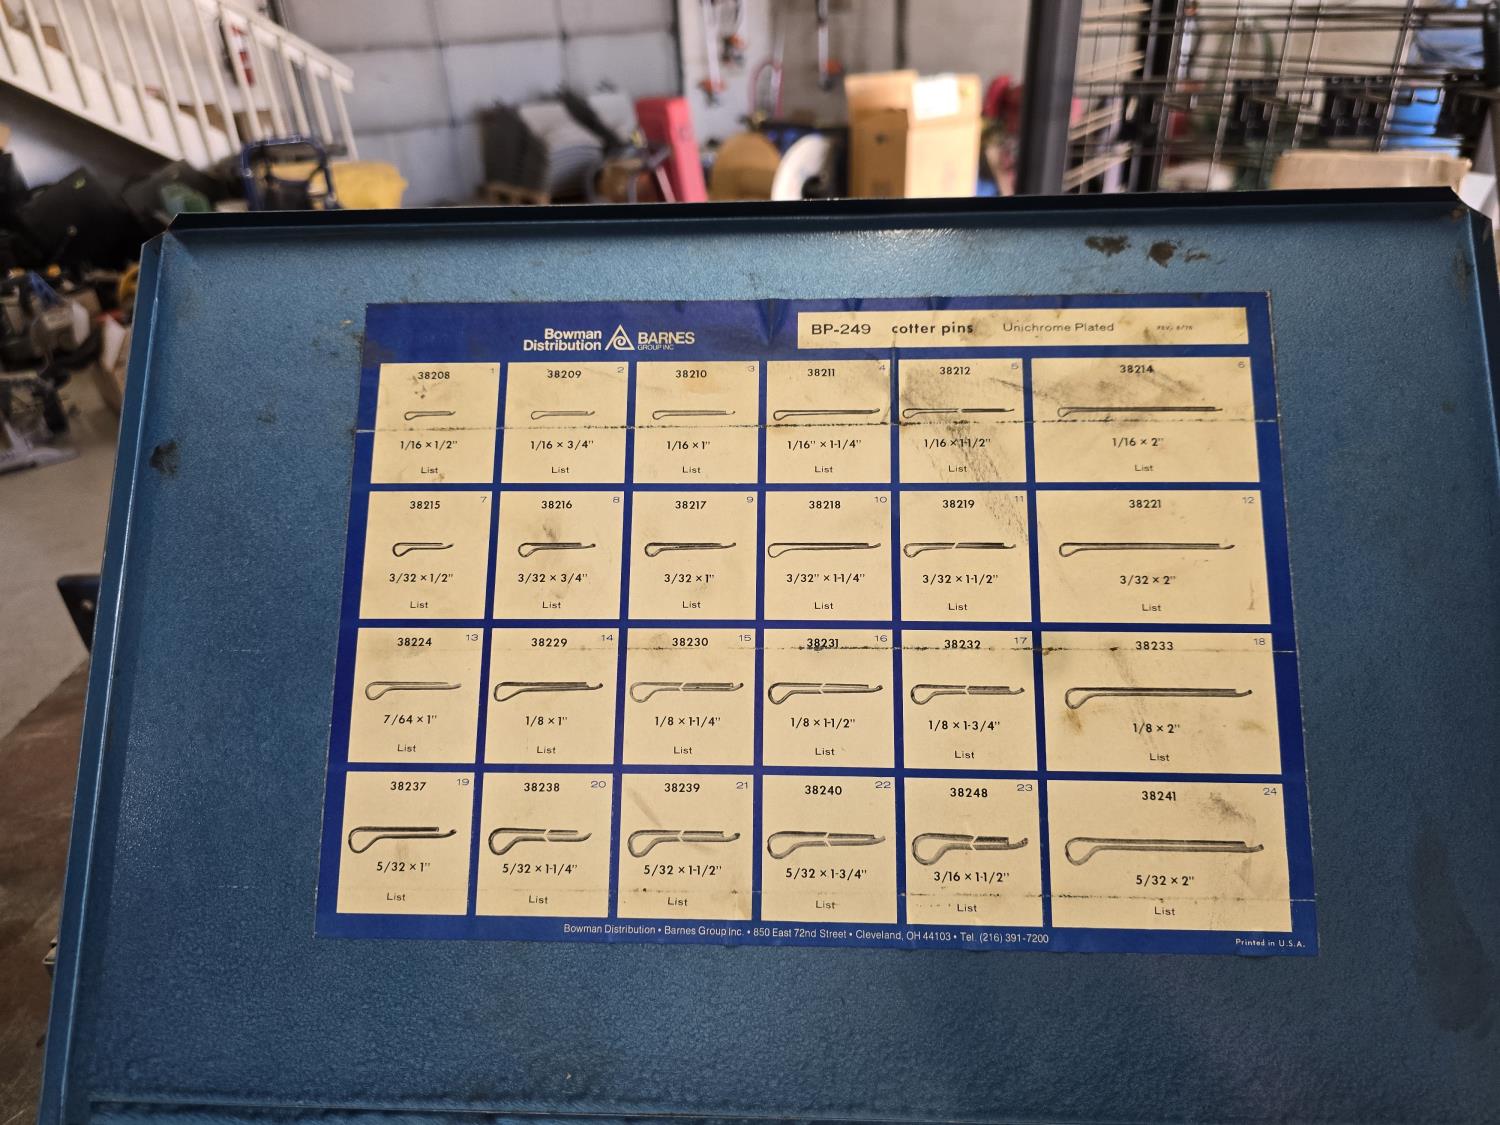 Bowman
Distribution
BARNES
GROUP INC
BP-249 cotter pins Unichrome Plated REV. 6/76
38208 1
1/16 × 1/2"
List
38209 2
1/16 × 3/4"
List
38210 3
1/16 × 1"
List
38211 4
1/16" × 1-1/4"
List
38212 5
1/16 × 1-1/2"
List
38214 6
1/16 × 2"
List
38215 7
3/32 × 1/2"
List
38216 8
3/32 × 3/4"
List
38217 9
3/32 × 1"
List
38218 10
3/32" × 1-1/4"
List
38219 11
3/32 × 1-1/2"
List
38221 12
3/32 × 2"
List
38224 13
7/64 × 1"
List
38229 14
1/8 × 1"
List
38230 15
1/8 × 1-1/4"
List
38231 16
1/8 × 1-1/2"
List
38232 17
1/8 × 1-3/4"
List
38233 18
1/8 × 2"
List
38237 19
5/32 × 1"
List
38238 20
5/32 × 1-1/4"
List
38239 21
5/32 × 1-1/2"
List
38240 22
5/32 × 1-3/4"
List
38248 23
3/16 × 1-1/2"
List
38241 24
5/32 × 2"
List
Bowman Distribution • Barnes Group Inc. • 850 East 72nd Street • Cleveland, OH 44103 • Tel. (216) 391-7200
Printed in U.S.A.